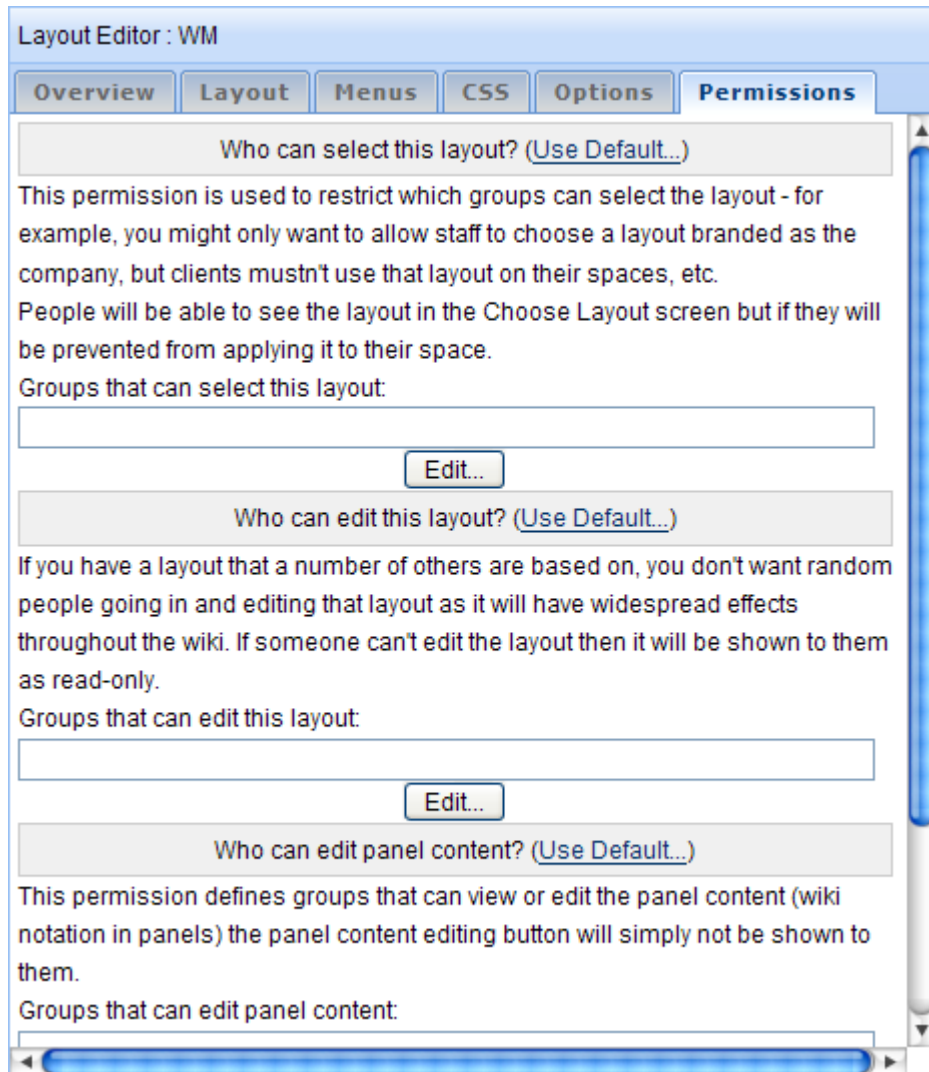 Layout Editor : WM
Overview Layout Menus CSS Options Permissions
Who can select this layout? (Use Default...)
This permission is used to restrict which groups can select the layout - for
example, you might only want to allow staff to choose a layout branded as the
company, but clients mustn't use that layout on their spaces, etc.
People will be able to see the layout in the Choose Layout screen but if they will
be prevented from applying it to their space.
Groups that can select this layout:
Edit...
Who can edit this layout? (Use Default...)
If you have a layout that a number of others are based on, you don't want random
people going in and editing that layout as it will have widespread effects
throughout the wiki. If someone can't edit the layout then it will be shown to them
as read-only.
Groups that can edit this layout:
Edit...
Who can edit panel content? (Use Default...)
This permission defines groups that can view or edit the panel content (wiki
notation in panels) the panel content editing button will simply not be shown to
them.
Groups that can edit panel content: